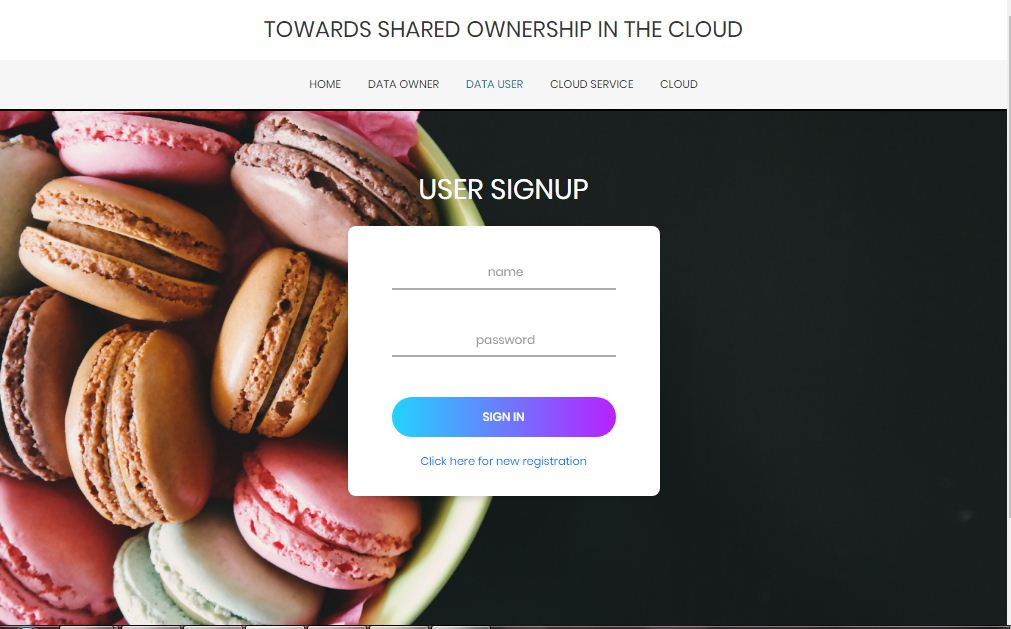 TOWARDS SHARED OWNERSHIP IN THE CLOUD
HOME DATA OWNER DATA USER CLOUD SERVICE CLOUD
USER SIGNUP
name
password
SIGN IN
Click here for new registration